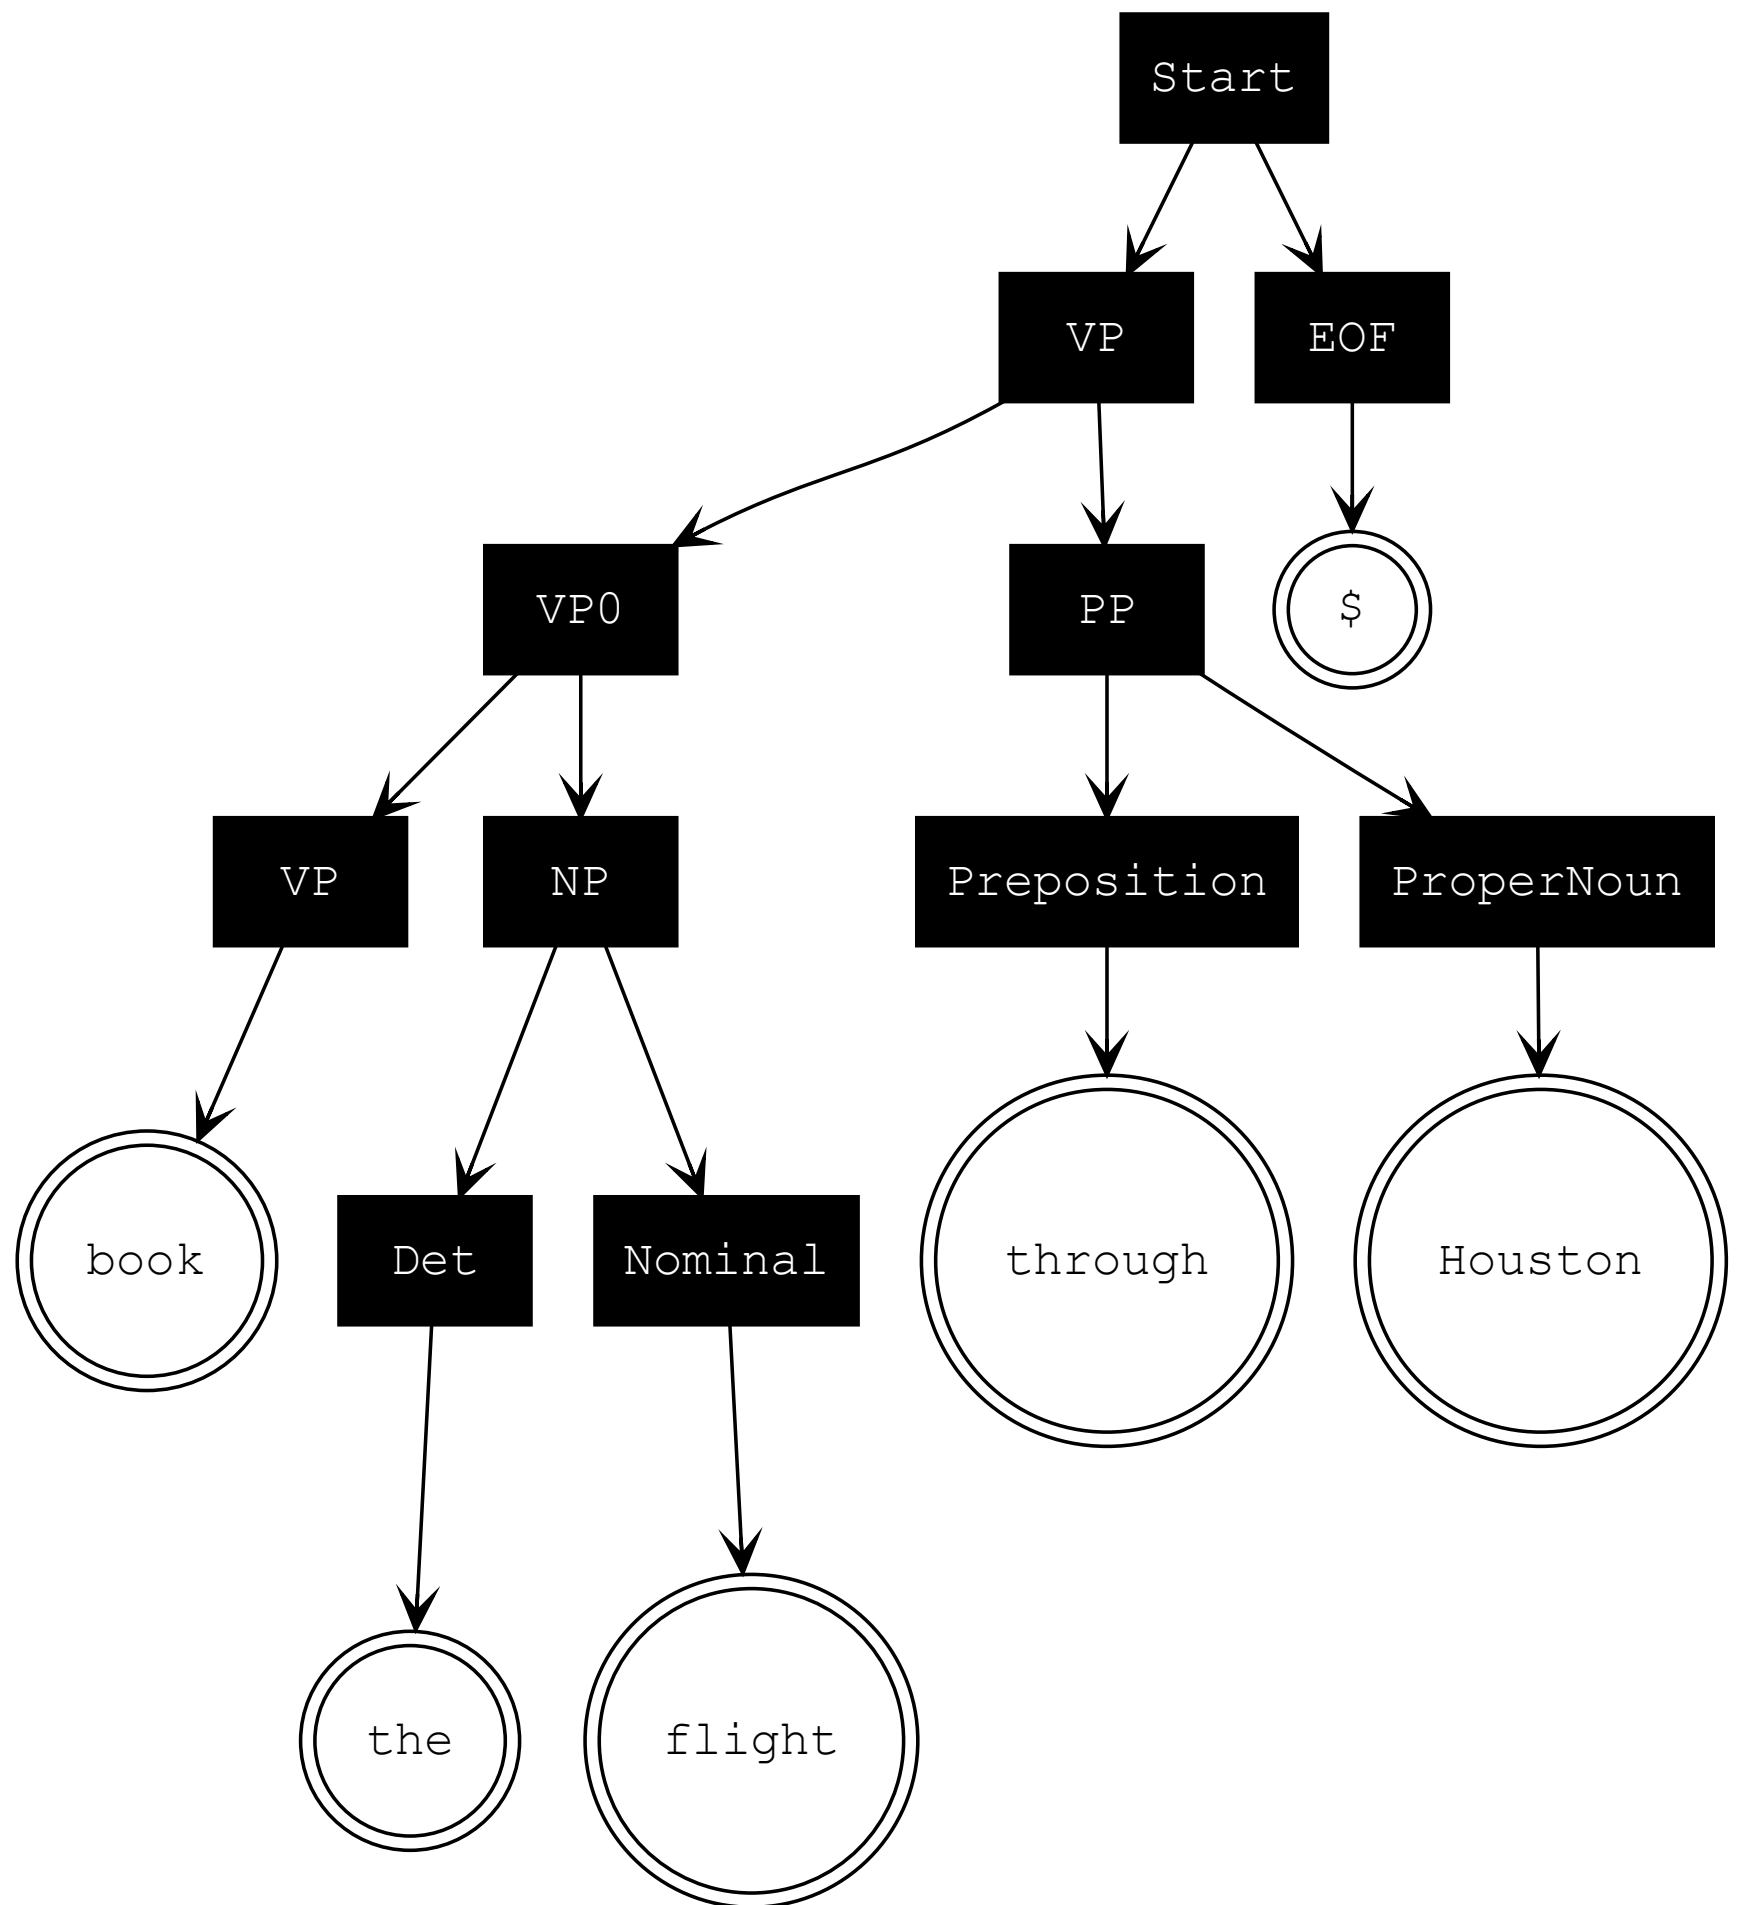 Start
VP EOF
VP0 PP $
VP NP Preposition ProperNoun
book Det Nominal through Houston
the flight